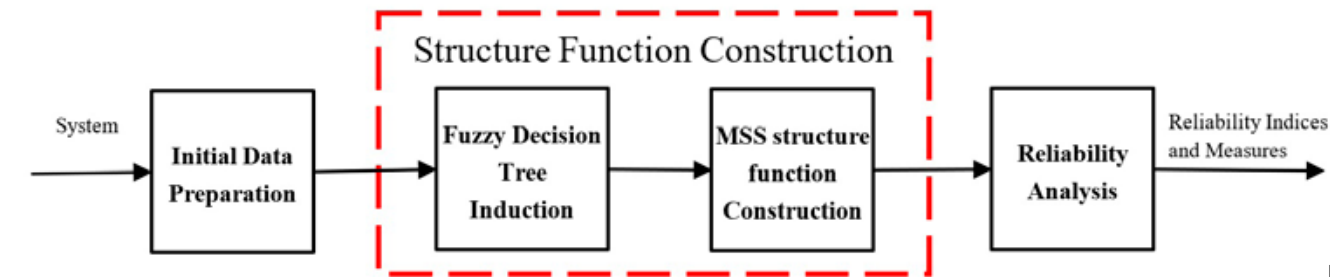 Structure Function Construction
System
Initial Data
Preparation
Fuzzy Decision
Tree
Induction
MSS structure
function
Construction
Reliability
Analysis
Reliability Indices
and Measures